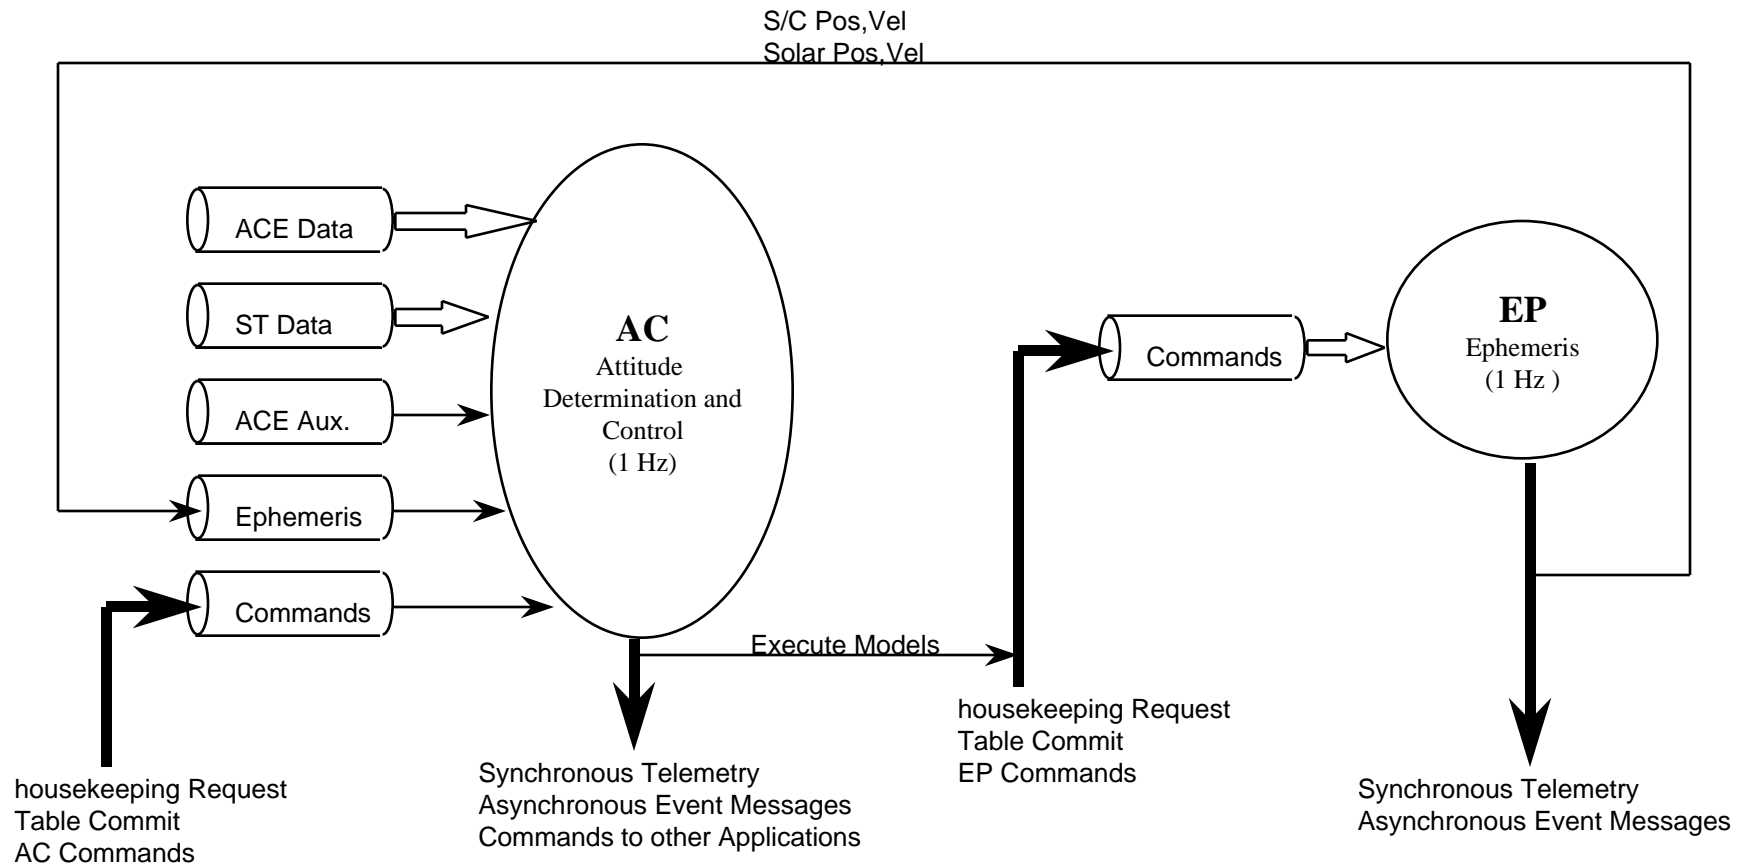 S/C Pos,Vel
Solar Pos,Vel
ACE Data
ST Data
ACE Aux.
Ephemeris
Commands
AC
Attitude
Determination and
Control
(1 Hz)
Execute Models
Commands
EP
Ephemeris
(1 Hz )
housekeeping Request
Table Commit
AC Commands
Synchronous Telemetry
Asynchronous Event Messages
Commands to other Applications
housekeeping Request
Table Commit
EP Commands
Synchronous Telemetry
Asynchronous Event Messages